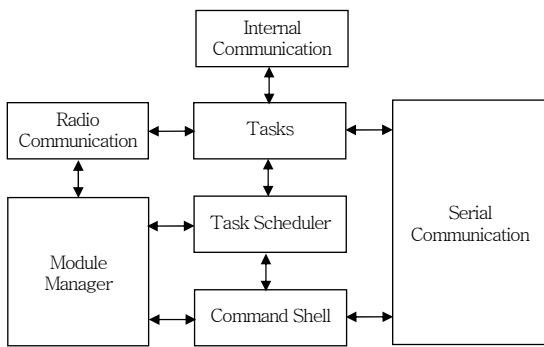 Internal
Communication
Radio
Communication
Tasks
Serial
Communication
Task Scheduler
Module
Manager
Command Shell